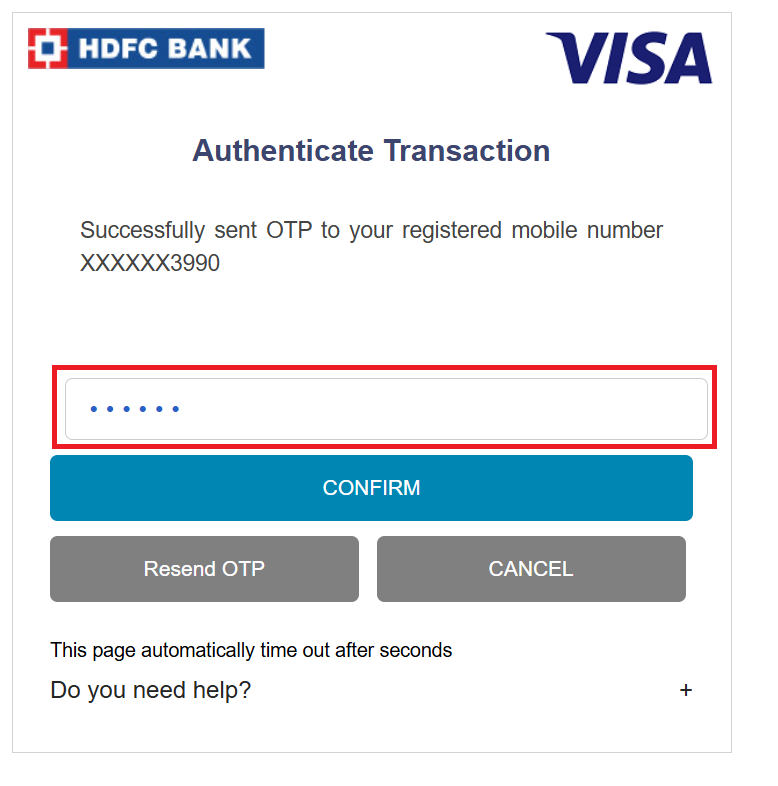 HDFC BANK
VISA
Authenticate Transaction
Successfully sent OTP to your registered mobile number
XXXXXX3990
••••••
CONFIRM
Resend OTP
CANCEL
This page automatically time out after seconds
Do you need help?
+